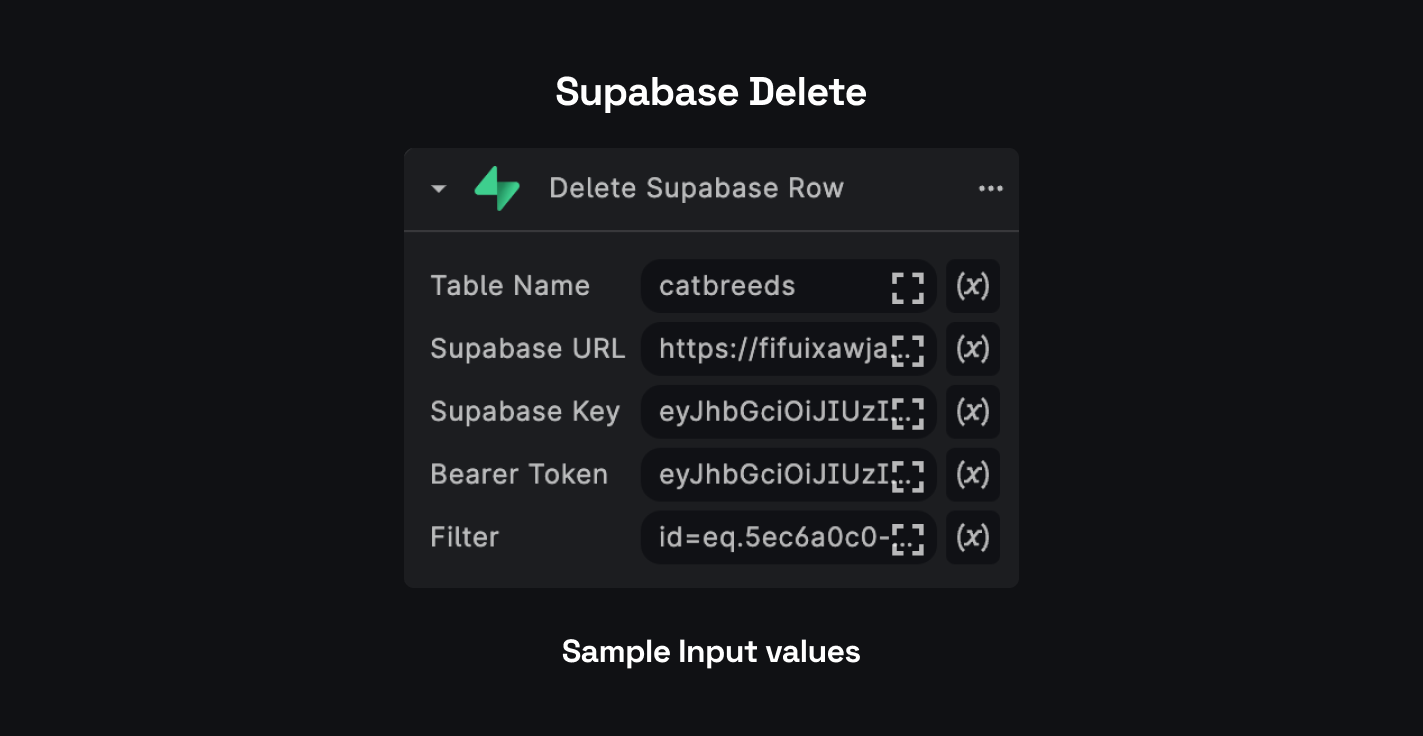 Supabase Delete
Delete Supabase Row
Table Name catbreeds (x)
Supabase URL https://fifuixawja... (x)
Supabase Key eyJhbGciOiJIUzI... (x)
Bearer Token eyJhbGciOiJIUzI... (x)
Filter id=eq.5ec6a0c0-... (x)
Sample Input values